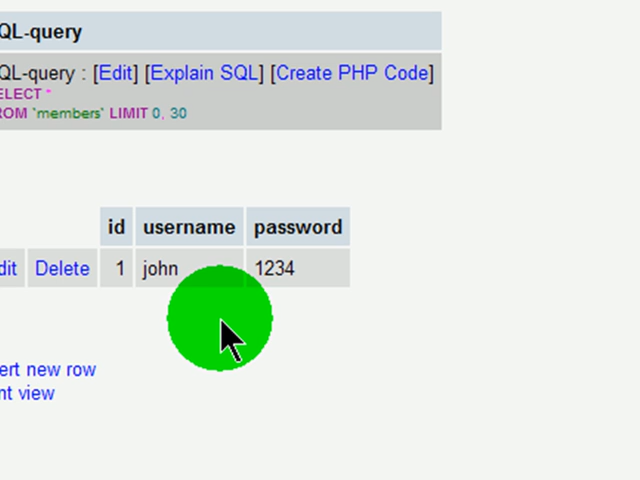 QL-query
QL-query : [Edit] [Explain SQL] [Create PHP Code]
ELECT *
ROM `members` LIMIT 0, 30
id username password
dit Delete 1 john 1234
ert new row
nt view